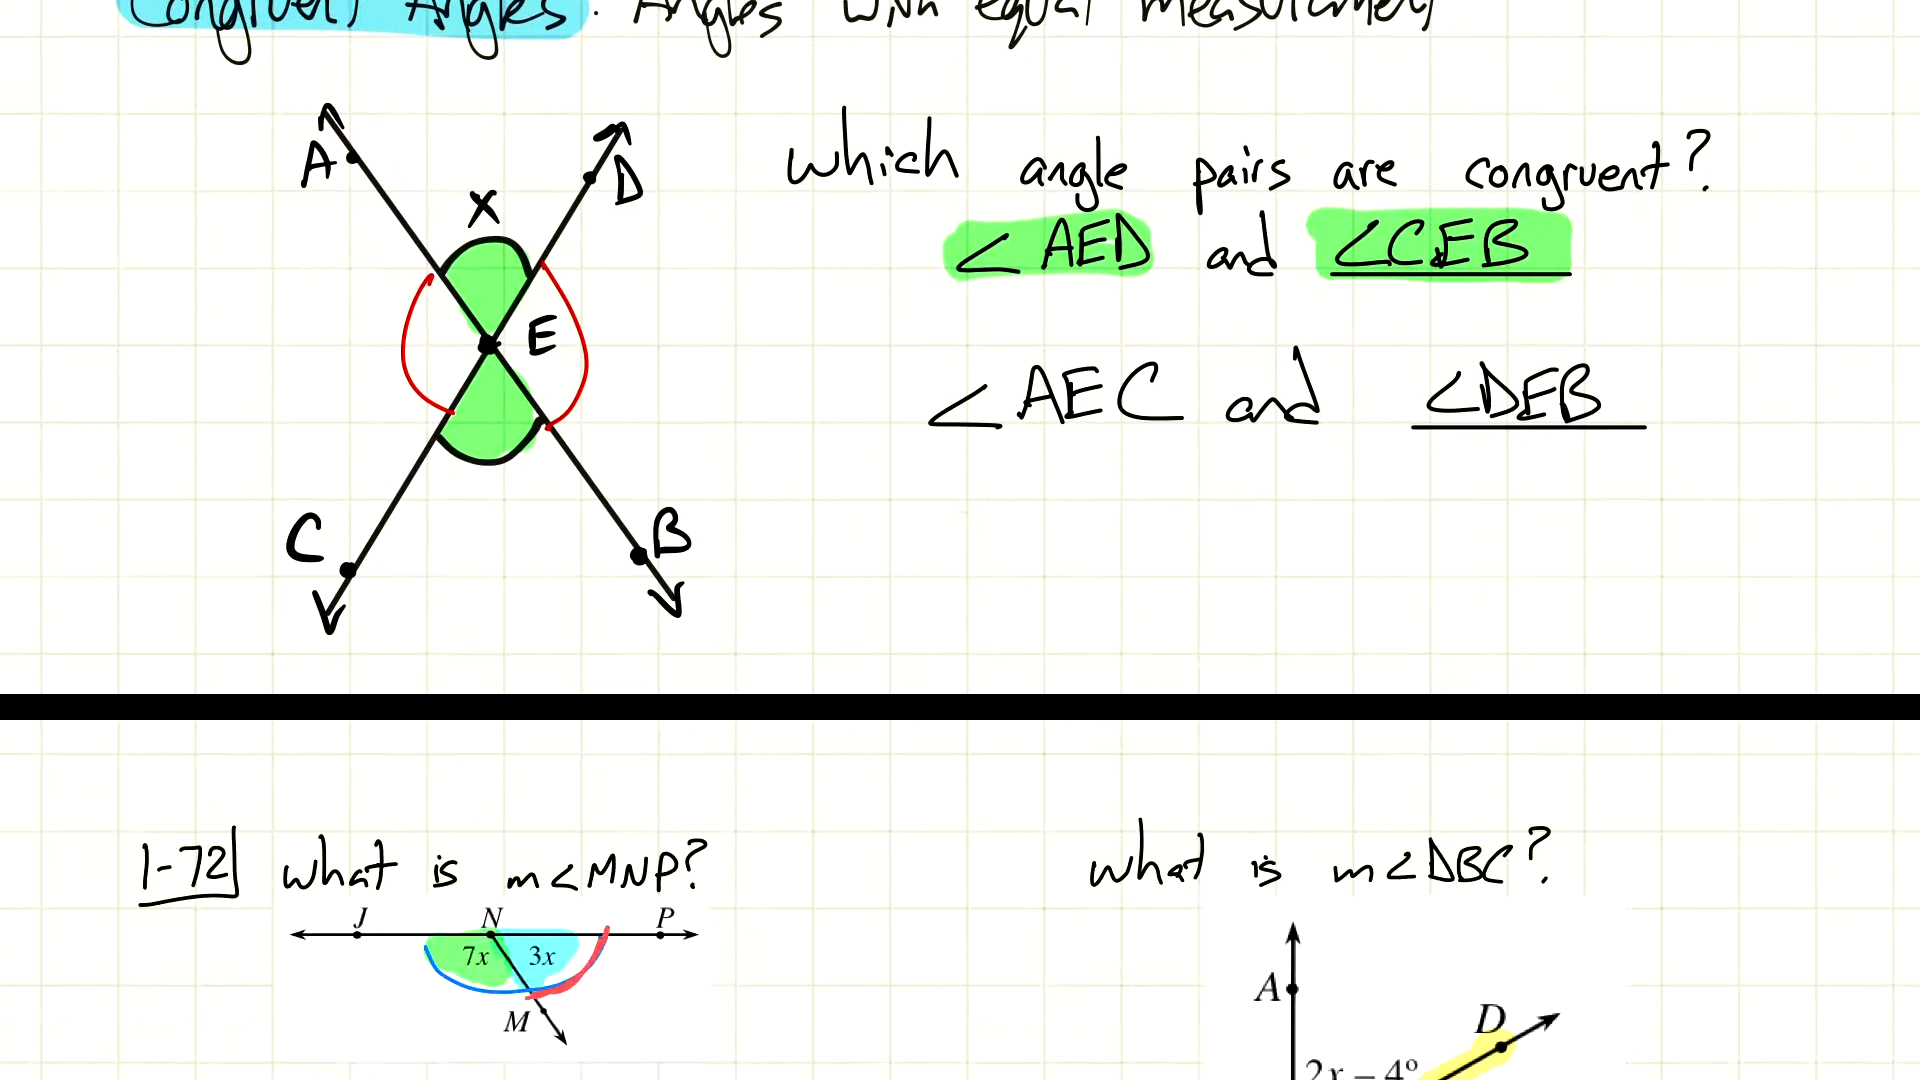 Congruent Angles: Angles with equal measurement
Which angle pairs are congruent?
A
D
X
∠AED and ∠CEB
E
∠AEC and ∠DEB
C
B
1-72 What is m∠MNP?
What is m∠DBC?
J N P
7x 3x
M
A
D
2x – 4°